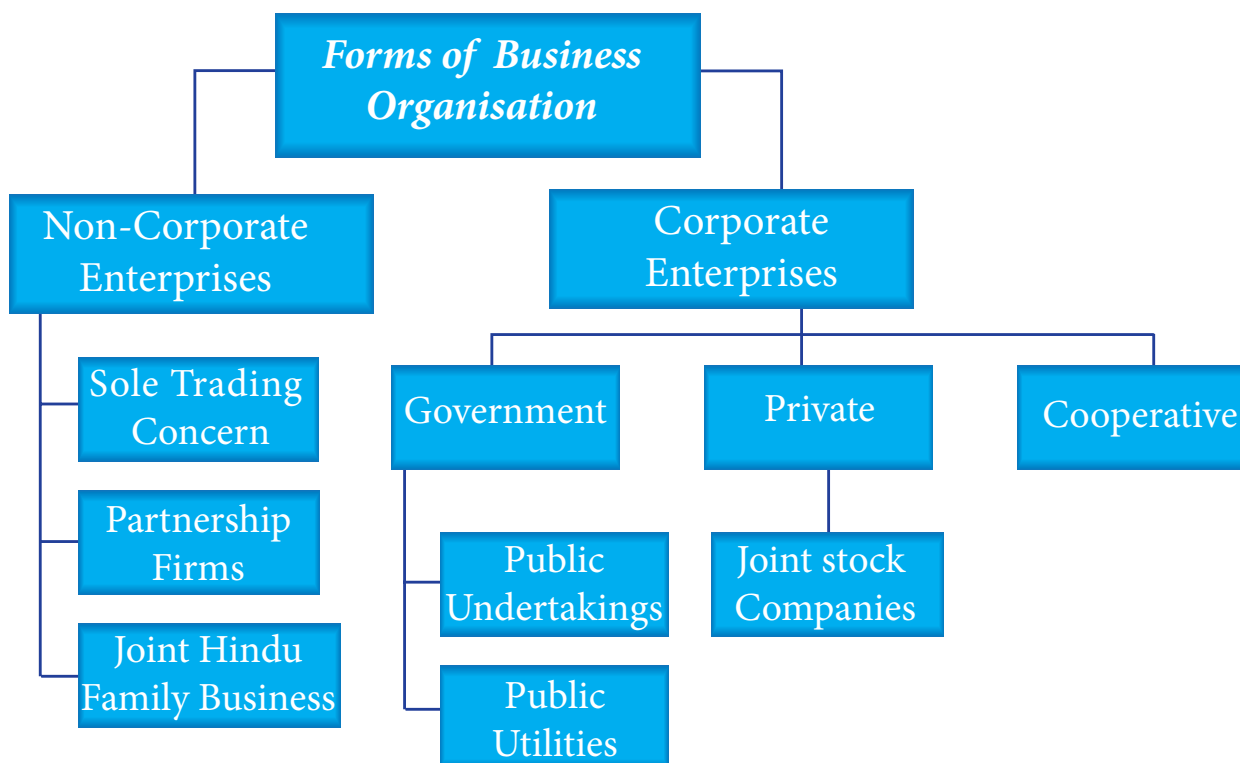 Forms of Business
Organisation
Non-Corporate
Enterprises
Corporate
Enterprises
Sole Trading
Concern
Partnership
Firms
Joint Hindu
Family Business
Government
Public
Undertakings
Public
Utilities
Private
Joint stock
Companies
Cooperative